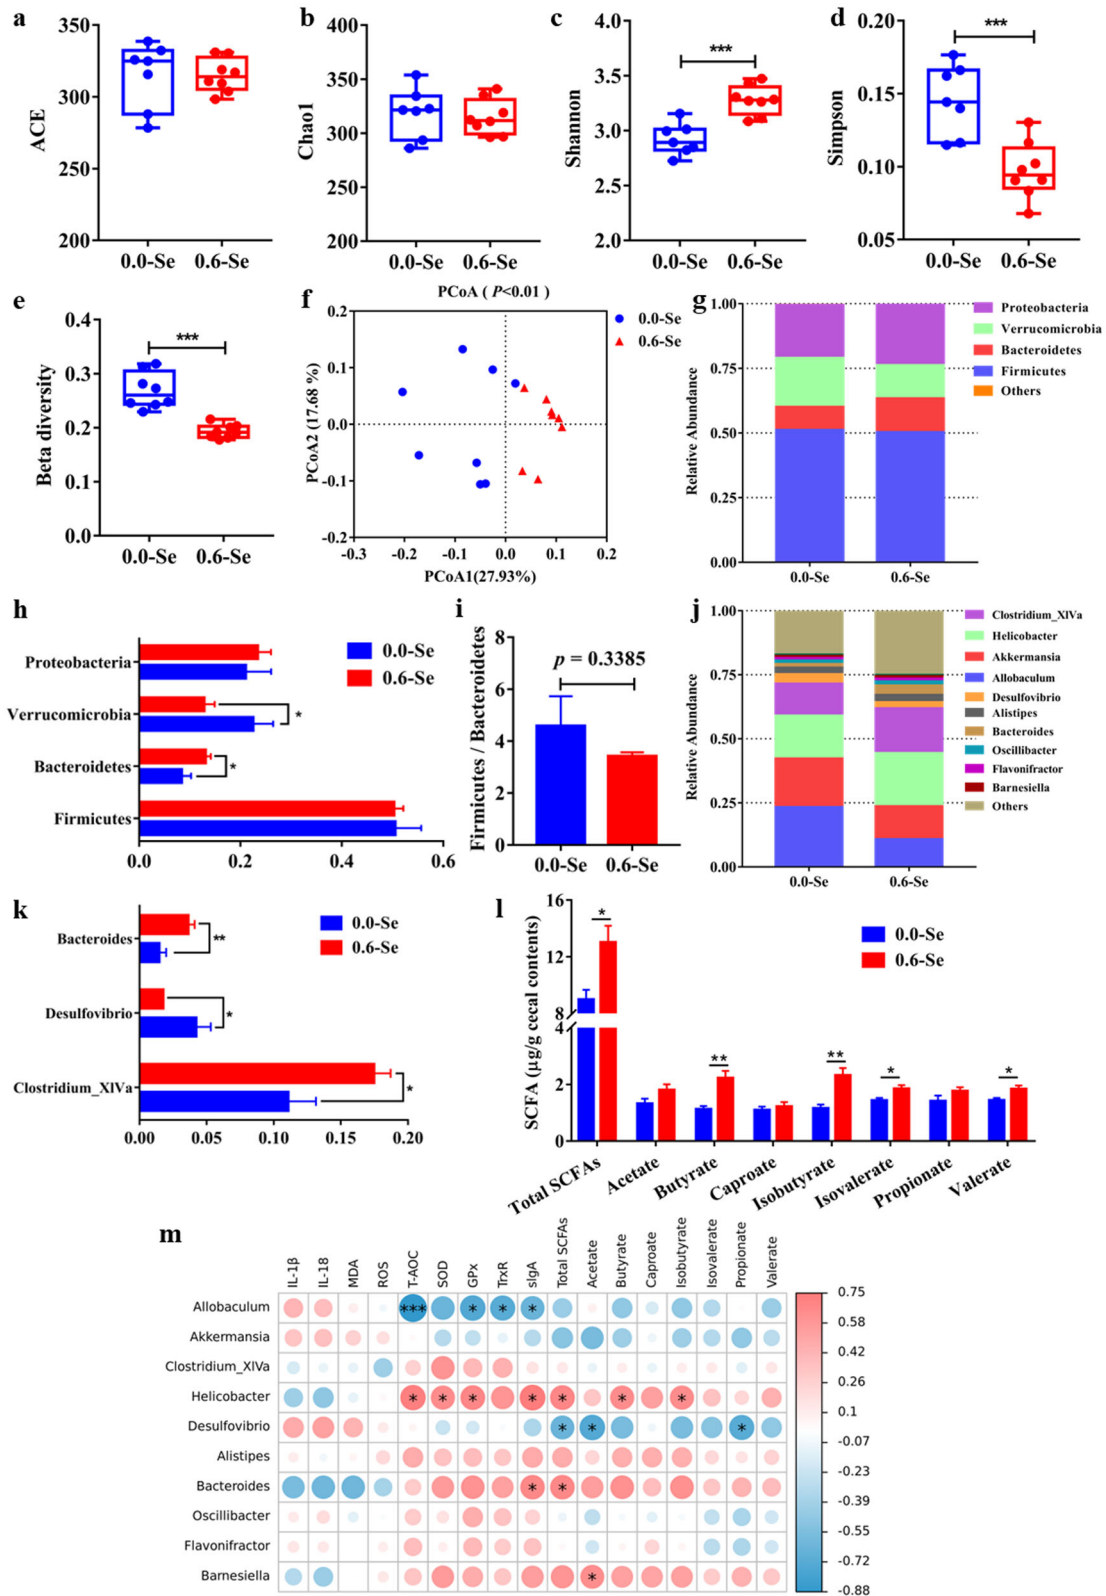 a
350
300
250
200
ACE
0.0-Se
0.6-Se
b
400
350
300
250
200
Chao1
0.0-Se
0.6-Se
c
4.0
3.5
3.0
2.5
2.0
Shannon
***
0.0-Se
0.6-Se
d
0.20
0.15
0.10
0.05
Simpson
***
0.0-Se
0.6-Se
e
0.4
0.3
0.2
0.1
0.0
Beta diversity
***
0.0-Se
0.6-Se
f
PCoA ( P<0.01 )
0.2
0.1
0.0
-0.1
-0.2
PCoA2 (17.68 %)
-0.3
-0.2
-0.1
0.0
0.1
0.2
PCoA1(27.93%)
0.0-Se
0.6-Se
g
1.00
0.75
0.50
0.25
0.00
Relative Abundance
0.0-Se
0.6-Se
Proteobacteria
Verrucomicrobia
Bacteroidetes
Firmicutes
Others
h
Proteobacteria
Verrucomicrobia
Bacteroidetes
Firmicutes
*
*
0.0
0.2
0.4
0.6
0.0-Se
0.6-Se
i
8
6
4
2
0
Firmicutes / Bacteroidetes
p = 0.3385
0.0-Se
0.6-Se
j
1.00
0.75
0.50
0.25
0.00
Relative Abundance
0.0-Se
0.6-Se
Clostridium_XIVa
Helicobacter
Akkermansia
Allobaculum
Desulfovibrio
Alistipes
Bacteroides
Oscillibacter
Flavonifractor
Barnesiella
Others
k
Bacteroides
Desulfovibrio
Clostridium_XIVa
**
*
*
0.00
0.05
0.10
0.15
0.20
0.0-Se
0.6-Se
l
16
12
8
4
2
0
SCFA (μg/g cecal contents)
*
**
**
*
*
0.0-Se
0.6-Se
Total SCFAs
Acetate
Butyrate
Caproate
Isobutyrate
Isovalerate
Propionate
Valerate
m
IL-1β
IL-18
MDA
ROS
T-AOC
SOD
GPx
TrxR
sIgA
Total SCFAs
Acetate
Butyrate
Caproate
Isobutyrate
Isovalerate
Propionate
Valerate
Allobaculum *** * * *
Akkermansia
Clostridium_XIVa
Helicobacter * * * * * * *
Desulfovibrio * * *
Alistipes
Bacteroides * *
Oscillibacter
Flavonifractor
Barnesiella *
0.75
0.58
0.42
0.26
0.1
-0.07
-0.23
-0.39
-0.55
-0.72
-0.88